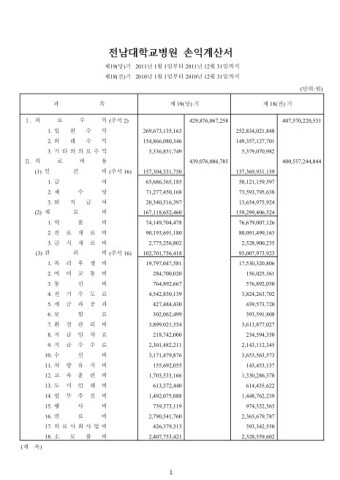 전남대학교병원 손익계산서
제19(당)기 2011년 1월 1일부터 2011년 12월 31일까지
제18(전)기 2010년 1월 1일부터 2010년 12월 31일까지
(단위:원)
과 목 제 19(당) 기 제 18(전) 기
Ⅰ. 의 료 수 익 (주석 2) 429,876,067,258 407,570,220,531
1. 입 원 수 익 269,673,135,163 252,834,021,848
2. 외 래 수 익 154,866,080,346 149,357,127,701
3. 기 타 의 료 수 익 5,336,851,749 5,379,070,982
Ⅱ. 의 료 비 용 439,076,086,785 400,557,244,844
(1) 인 건 비 (주석 16) 157,304,331,750 137,369,931,159
1. 급 여 65,686,365,185 50,121,159,597
2. 제 수 당 71,277,450,168 73,593,795,638
3. 퇴 직 급 여 20,340,516,397 13,654,975,924
(2) 재 료 비 167,118,652,460 159,299,406,524
1. 약 품 비 74,149,704,478 76,679,007,126
2. 진 료 재 료 비 90,193,691,180 80,091,499,163
3. 급 식 재 료 비 2,775,256,802 2,528,900,235
(3) 관 리 비 (주석 16) 102,701,756,418 93,007,973,923
1. 복 리 후 생 비 19,797,047,581 17,530,320,806
2. 여 비 교 통 비 284,700,020 156,025,361
3. 통 신 비 764,892,667 576,892,050
4. 전 기 수 도 료 4,542,830,139 3,824,263,702
5. 세 금 과 공 과 427,484,430 439,573,720
6. 보 험 료 302,062,499 393,591,808
7. 환 경 관 리 비 3,899,021,554 3,613,877,027
8. 지 급 임 차 료 218,742,000 234,594,350
9. 지 급 수 수 료 2,301,482,211 2,143,112,345
10. 수 선 비 3,171,479,876 3,653,563,573
11. 차 량 유 지 비 155,692,055 143,453,137
12. 교 육 훈 련 비 1,703,533,166 1,330,286,378
13. 도 서 인 쇄 비 613,372,440 614,435,622
14. 업 무 추 진 비 1,492,075,088 1,448,762,239
15. 행 사 비 739,373,119 974,332,563
16. 연 료 비 2,790,541,760 2,365,679,787
17. 의 료 사 회 사 업 비 426,379,313 393,342,550
18. 소 모 품 비 2,407,753,421 2,328,559,602
(계 속)
1